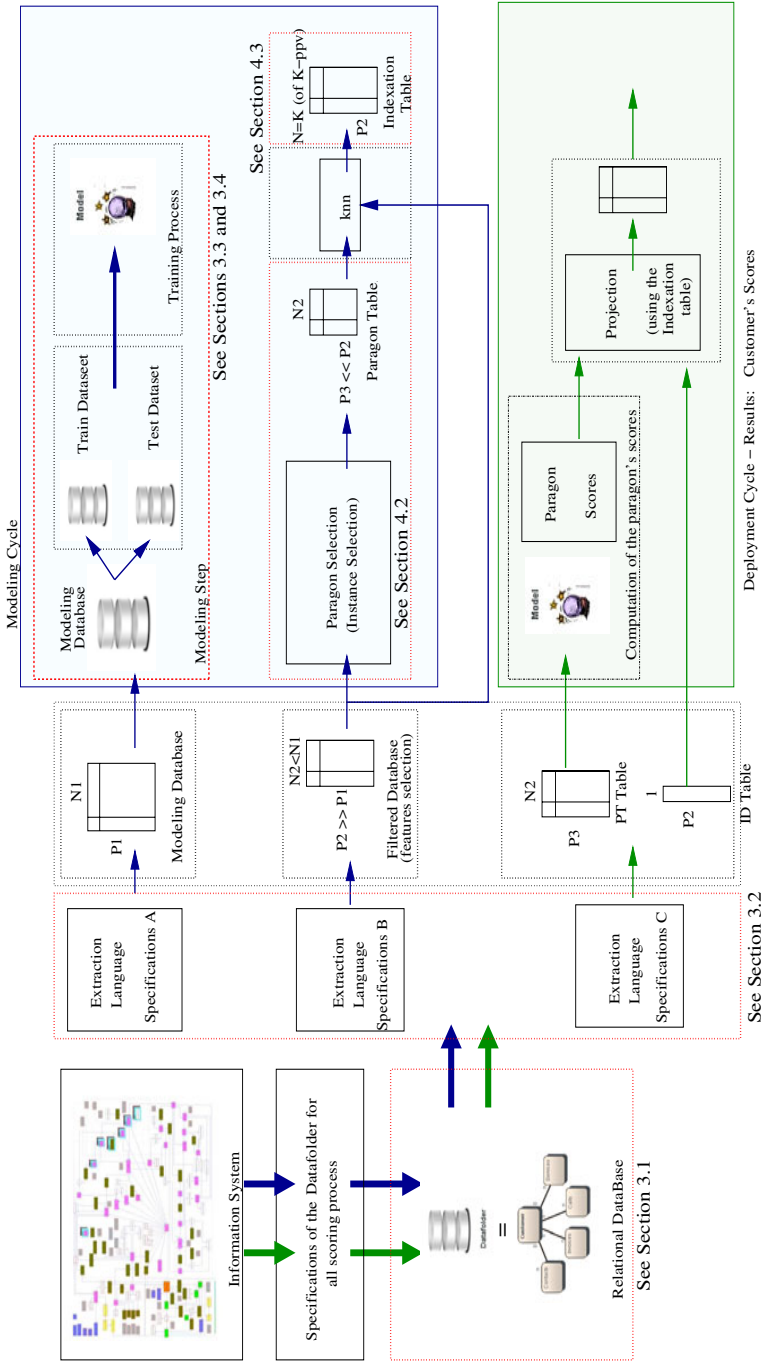 Information System
Specifications of the Datafolder for
all scoring process
Datafolder
=
Customer
Relational DataBase
See Section 3.1
Extraction
Language
Specifications A
Extraction
Language
Specifications B
Extraction
Language
Specifications C
See Section 3.2
N1
P1
Modeling Database
N2<N1
P2 >> P1
Filtered Database
(features selection)
N2
P3
PT Table
1
P2
ID Table
Modeling Cycle
Modeling
Database
Modeling Step
Train Dataseet
Test Dataset
Model
Training Process
See Sections 3.3 and 3.4
Paragon Selection
(Instance Selection)
See Section 4.2
N2
P3 << P2
Paragon Table
knn
See Section 4.3
N=K (of K−ppv)
P2
Indexation
Table
Model
Paragon
Scores
Computation of the paragon's scores
Projection
(using the
Indexation
table)
Deployment Cycle − Results: Customer's Scores